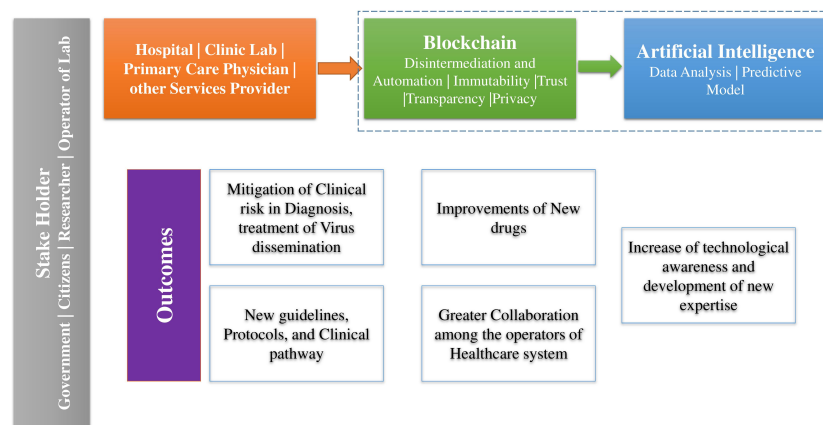 Stake Holder
Government | Citizens | Researcher | Operator of Lab
Hospital | Clinic Lab |
Primary Care Physician |
other Services Provider
Blockchain
Disintermediation and
Automation | Immutability |Trust
|Transparency |Privacy
Artificial Intelligence
Data Analysis | Predictive
Model
Outcomes
Mitigation of Clinical
risk in Diagnosis,
treatment of Virus
dissemination
Improvements of New
drugs
Increase of technological
awareness and
development of new
expertise
New guidelines,
Protocols, and Clinical
pathway
Greater Collaboration
among the operators of
Healthcare system